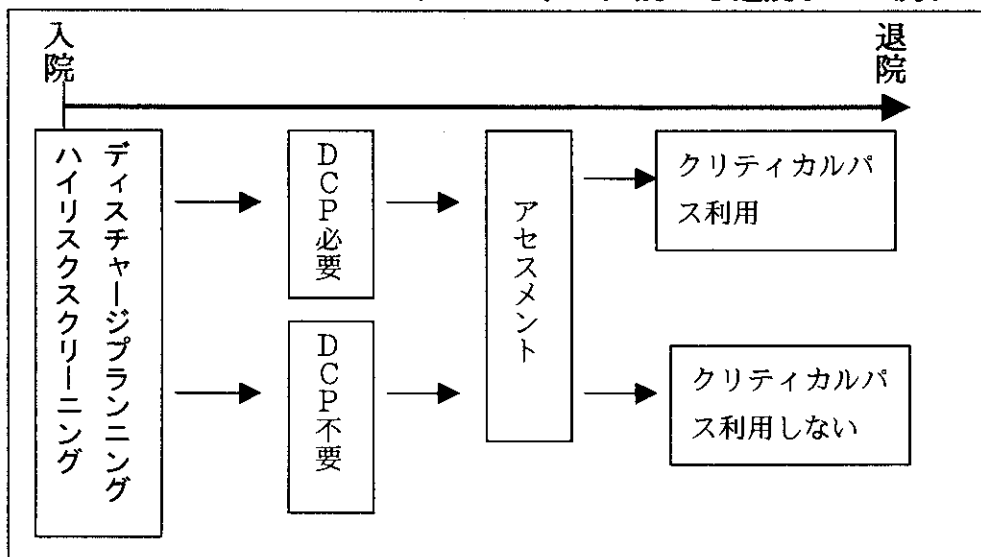 入院
退院
ディスチャージプランニング
ハイリスクスクリーニング
DCP必要
DCP不要
アセスメント
クリティカルパ
ス利用
クリティカルパ
ス利用しない